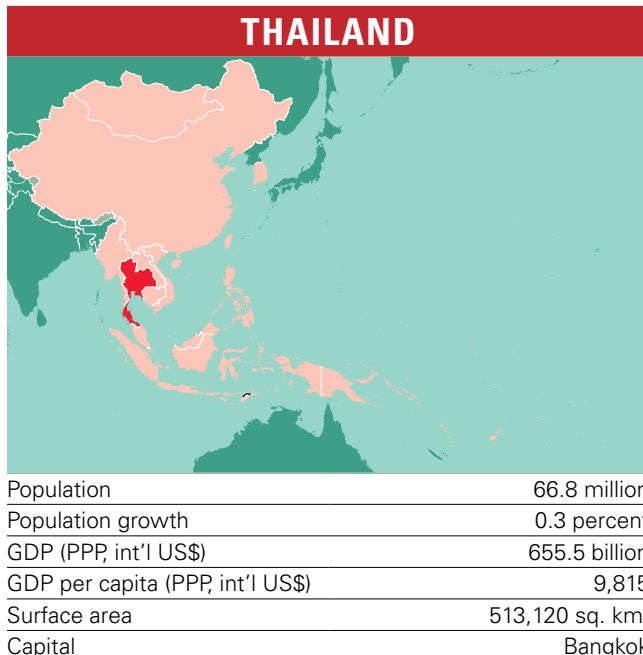 THAILAND
Population 66.8 million
Population growth 0.3 percent
GDP (PPP, int'l US$) 655.5 billion
GDP per capita (PPP, int'l US$) 9,815
Surface area 513,120 sq. km
Capital Bangkok